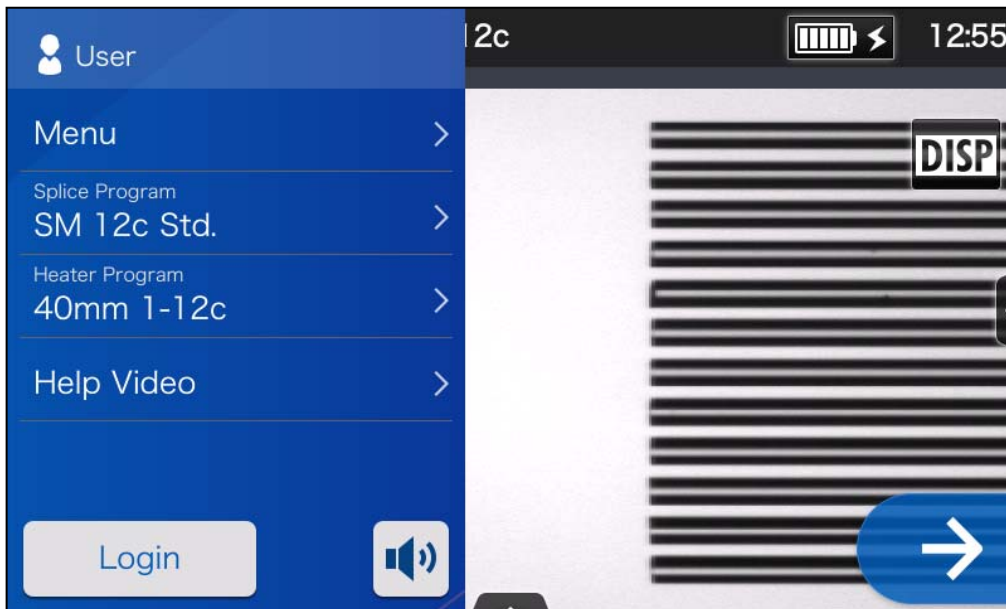 User
Menu
Splice Program
SM 12c Std.
Heater Program
40mm 1-12c
Help Video
Login
12c
12:55
DISP